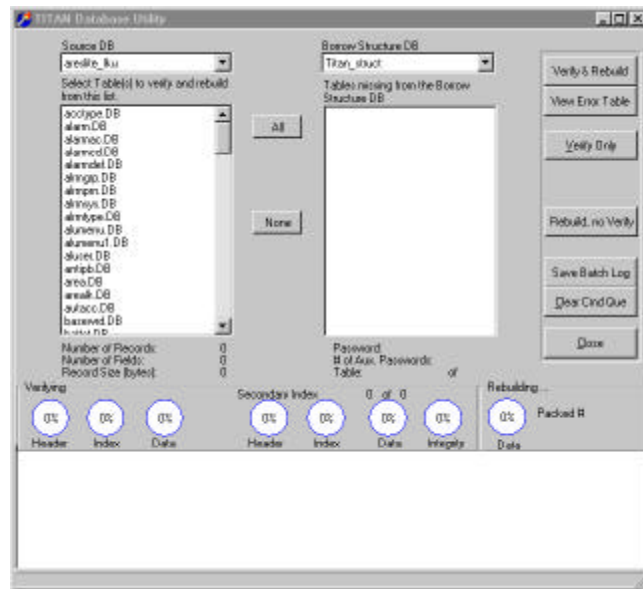 TITAN Database Utility
Source DB
Borrow Structure DB
Titan_struct
Select Table(s) to verify and rebuild
from this list.
Tables missing from the Borrow
Structure DB
Verify & Rebuild
View Error Table
Verify Only
Rebuild, no Verify
Save Batch Log
Clear Cmd Que
Close
All
None
acctype.DB
alarm.DB
alarmac.DB
alarmcd.DB
alarmdet.DB
almgrp.DB
almpm.DB
almsys.DB
almtype.DB
alumenu.DB
alumenu1.DB
aluser.DB
antipb.DB
area.DB
arealk.DB
autacc.DB
basewed.DB
Number of Records: 0
Number of Fields: 0
Record Size (bytes): 0
Password:
# of Aux. Passwords:
Table: of
Verifying
Secondary Index 0 of 0
Rebuilding...
0% 0% 0% 0% 0% 0% 0% 0%
Packed #
Header Index Data Header Index Data Integrity Data